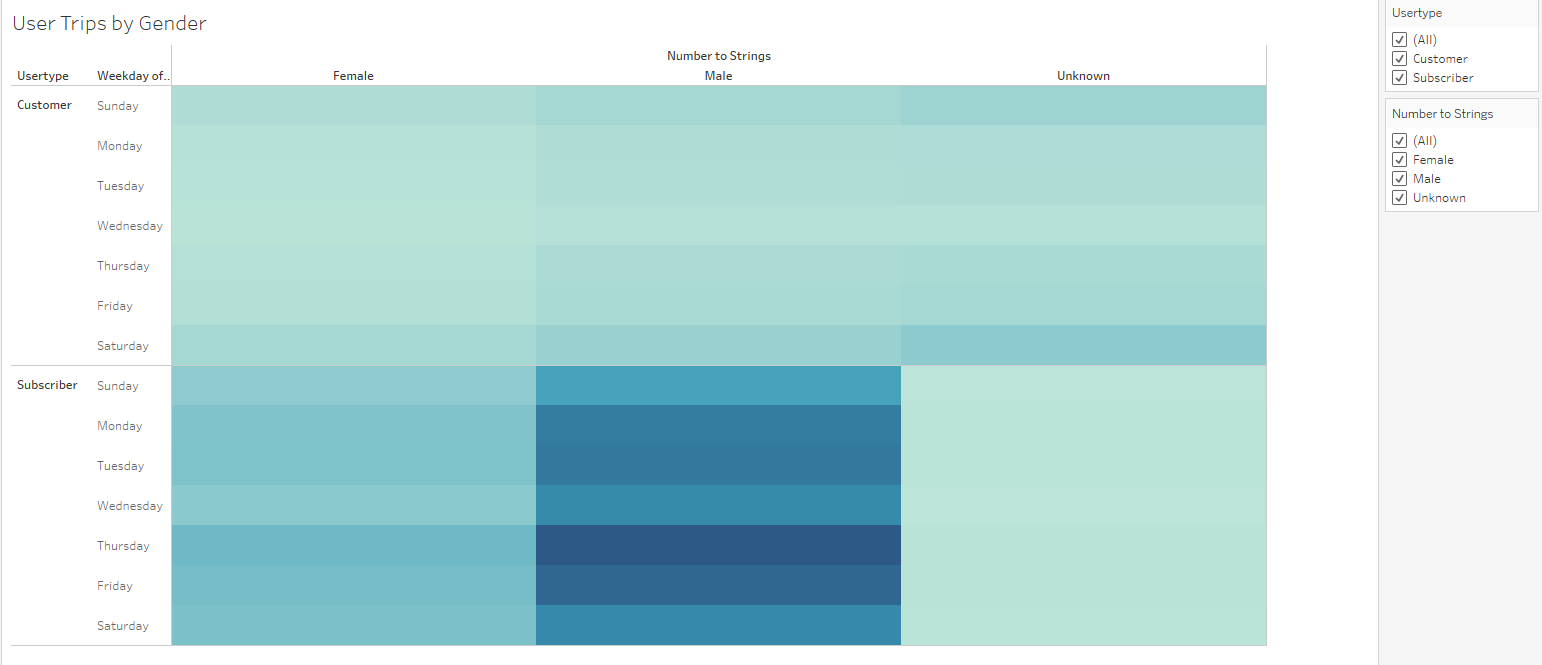 User Trips by Gender
Number to Strings
Usertype Weekday of.. Female Male Unknown
Customer Sunday
Monday
Tuesday
Wednesday
Thursday
Friday
Saturday
Subscriber Sunday
Monday
Tuesday
Wednesday
Thursday
Friday
Saturday
Usertype
(All)
Customer
Subscriber
Number to Strings
(All)
Female
Male
Unknown